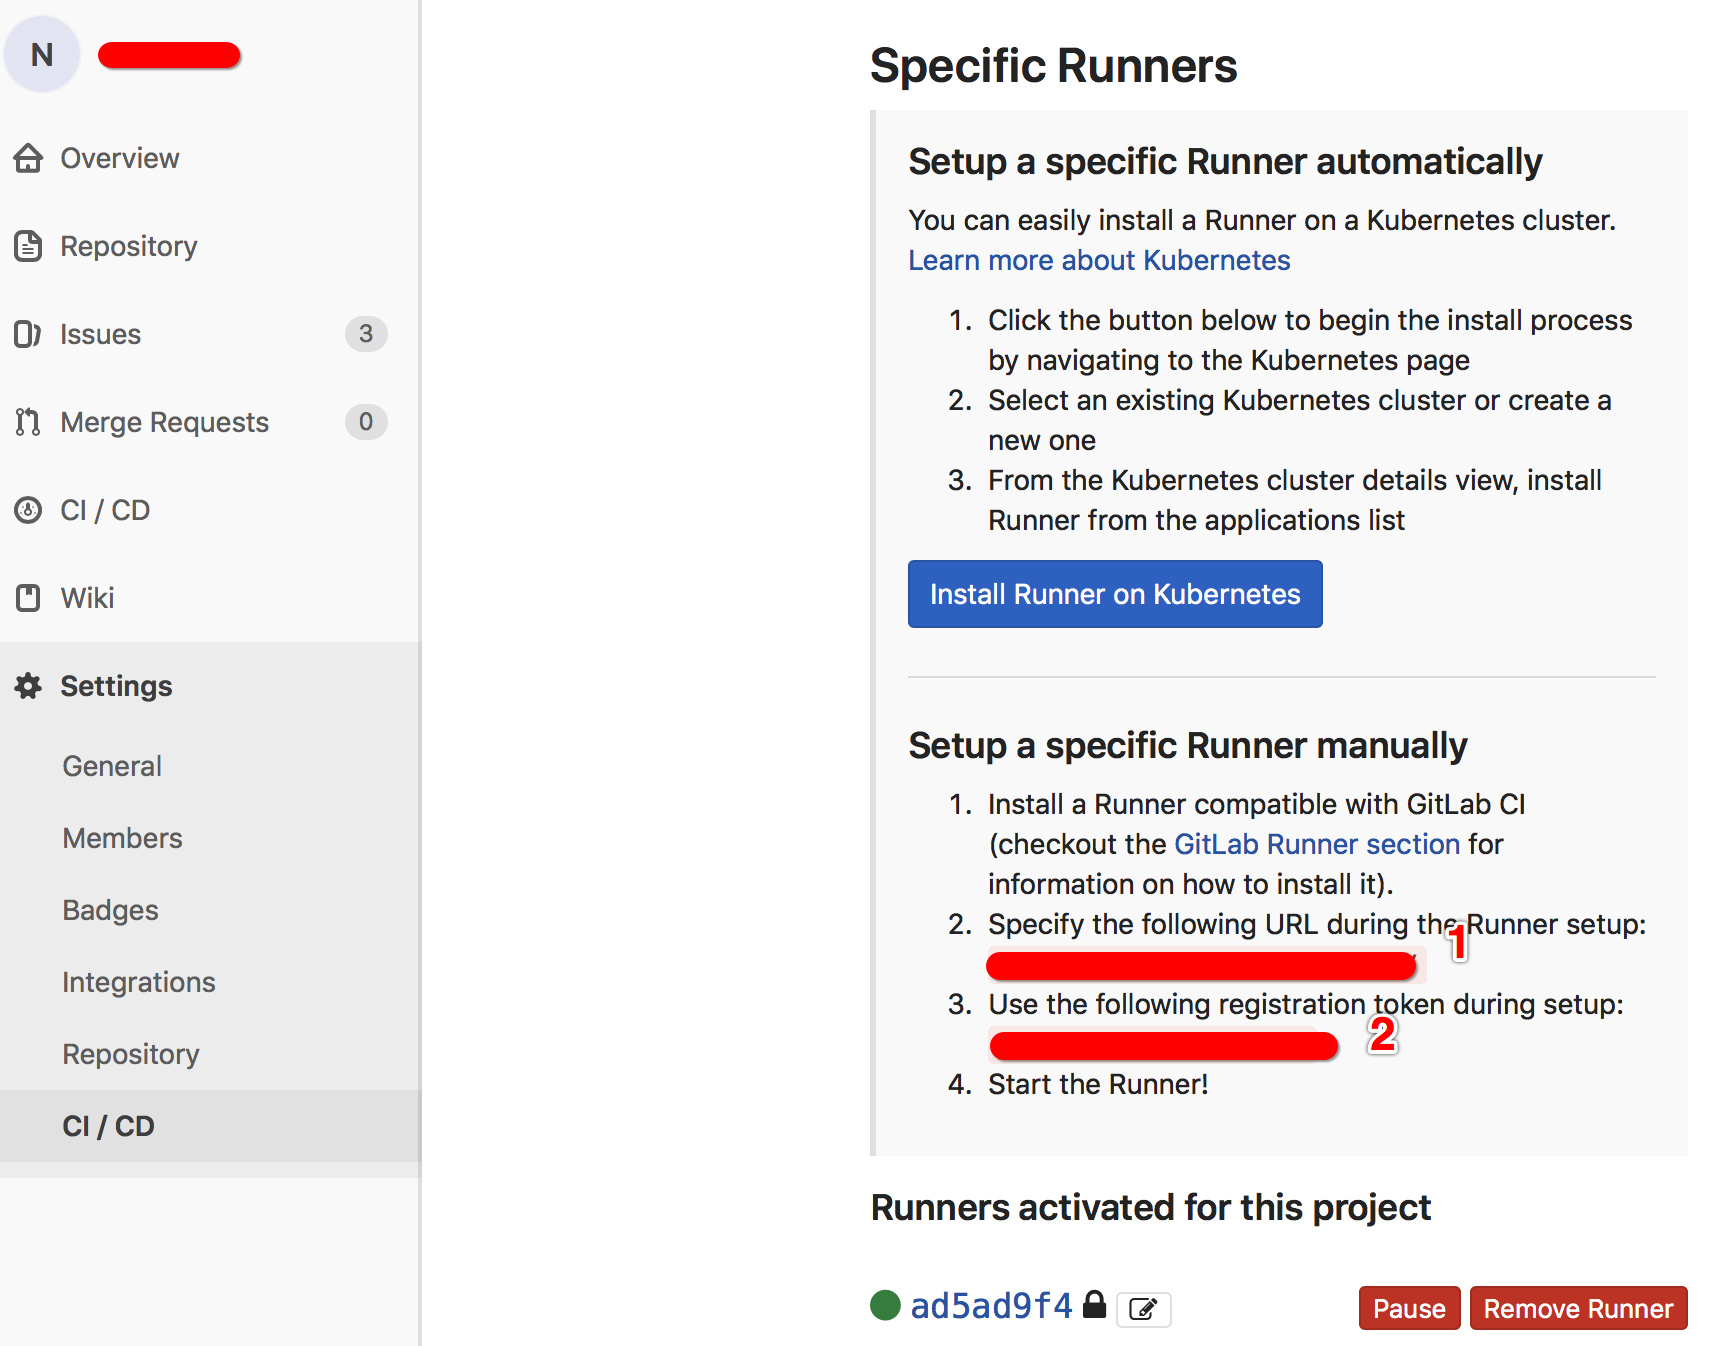 N
Overview
Repository
Issues 3
Merge Requests 0
CI / CD
Wiki
Settings
General
Members
Badges
Integrations
Repository
CI / CD
Specific Runners
Setup a specific Runner automatically
You can easily install a Runner on a Kubernetes cluster.
Learn more about Kubernetes
1. Click the button below to begin the install process
by navigating to the Kubernetes page
2. Select an existing Kubernetes cluster or create a
new one
3. From the Kubernetes cluster details view, install
Runner from the applications list
Install Runner on Kubernetes
Setup a specific Runner manually
1. Install a Runner compatible with GitLab CI
(checkout the GitLab Runner section for
information on how to install it).
2. Specify the following URL during the Runner setup:
1
3. Use the following registration token during setup:
2
4. Start the Runner!
Runners activated for this project
ad5ad9f4 Pause Remove Runner